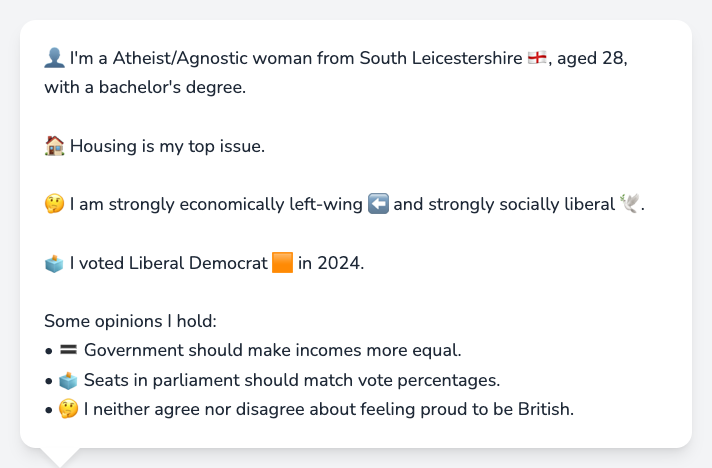 👤 I'm a Atheist/Agnostic woman from South Leicestershire 🏴󠁧󠁢󠁥󠁮󠁧󠁿, aged 28,
with a bachelor's degree.
🏠 Housing is my top issue.
🤔 I am strongly economically left-wing ⬅️ and strongly socially liberal 🕊️.
🗳️ I voted Liberal Democrat 🟧 in 2024.
Some opinions I hold:
• 🟰 Government should make incomes more equal.
• 🗳️ Seats in parliament should match vote percentages.
• 🤔 I neither agree nor disagree about feeling proud to be British.